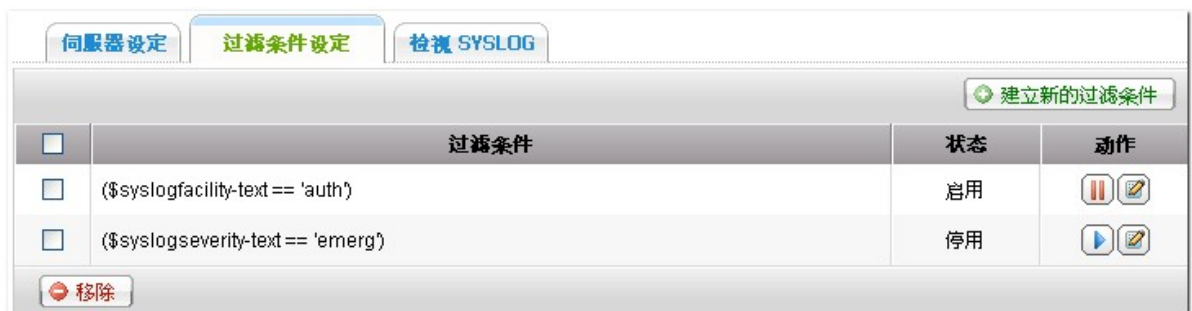 伺服器设定 过滤条件设定 检视 SYSLOG
建立新的过滤条件
过滤条件 状态 动作
($syslogfacility-text == 'auth') 启用
($syslogseverity-text == 'emerg') 停用
移除